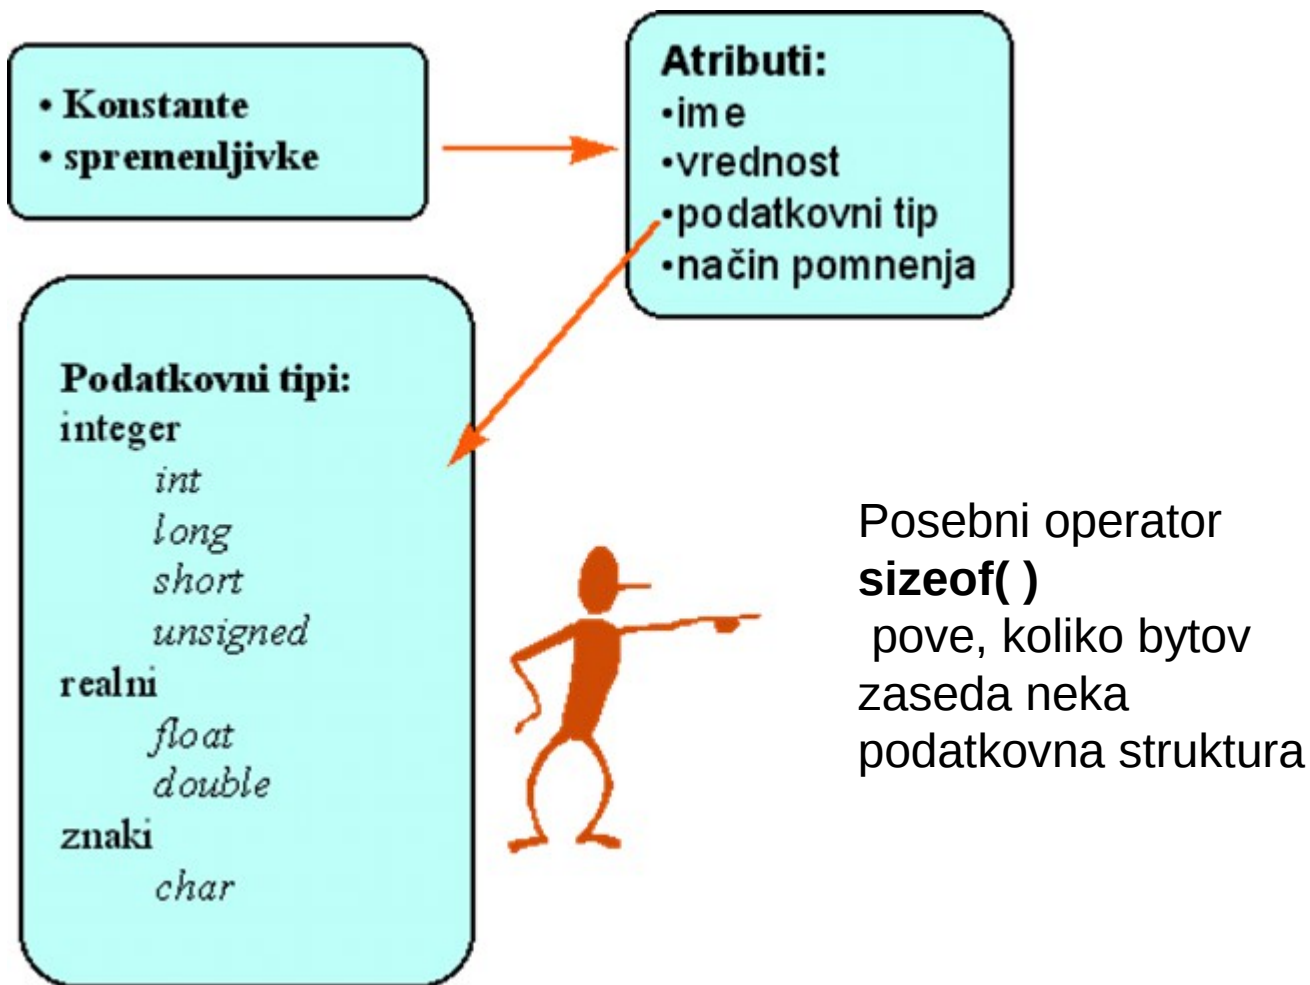 • Konstante
• spremenljivke
Atributi:
•ime
•vrednost
•podatkovni tip
•način pomnenja
Podatkovni tipi:
integer
int
long
short
unsigned
realni
float
double
znaki
char
Posebni operator
sizeof( )
pove, koliko bytov
zaseda neka
podatkovna struktura